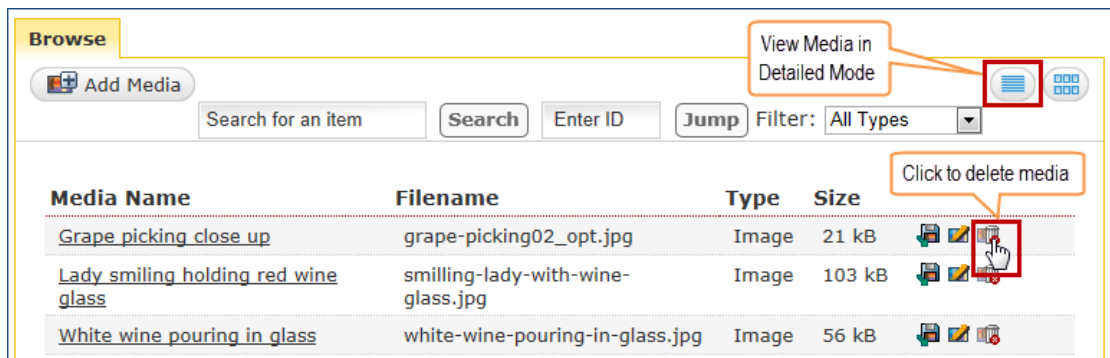 Browse
View Media in
Detailed Mode
Add Media
Search for an item Search Enter ID Jump Filter: All Types
Click to delete media
Media Name Filename Type Size
Grape picking close up grape-picking02_opt.jpg Image 21 kB
Lady smiling holding red wine smilling-lady-with-wine- Image 103 kB
glass glass.jpg
White wine pouring in glass white-wine-pouring-in-glass.jpg Image 56 kB